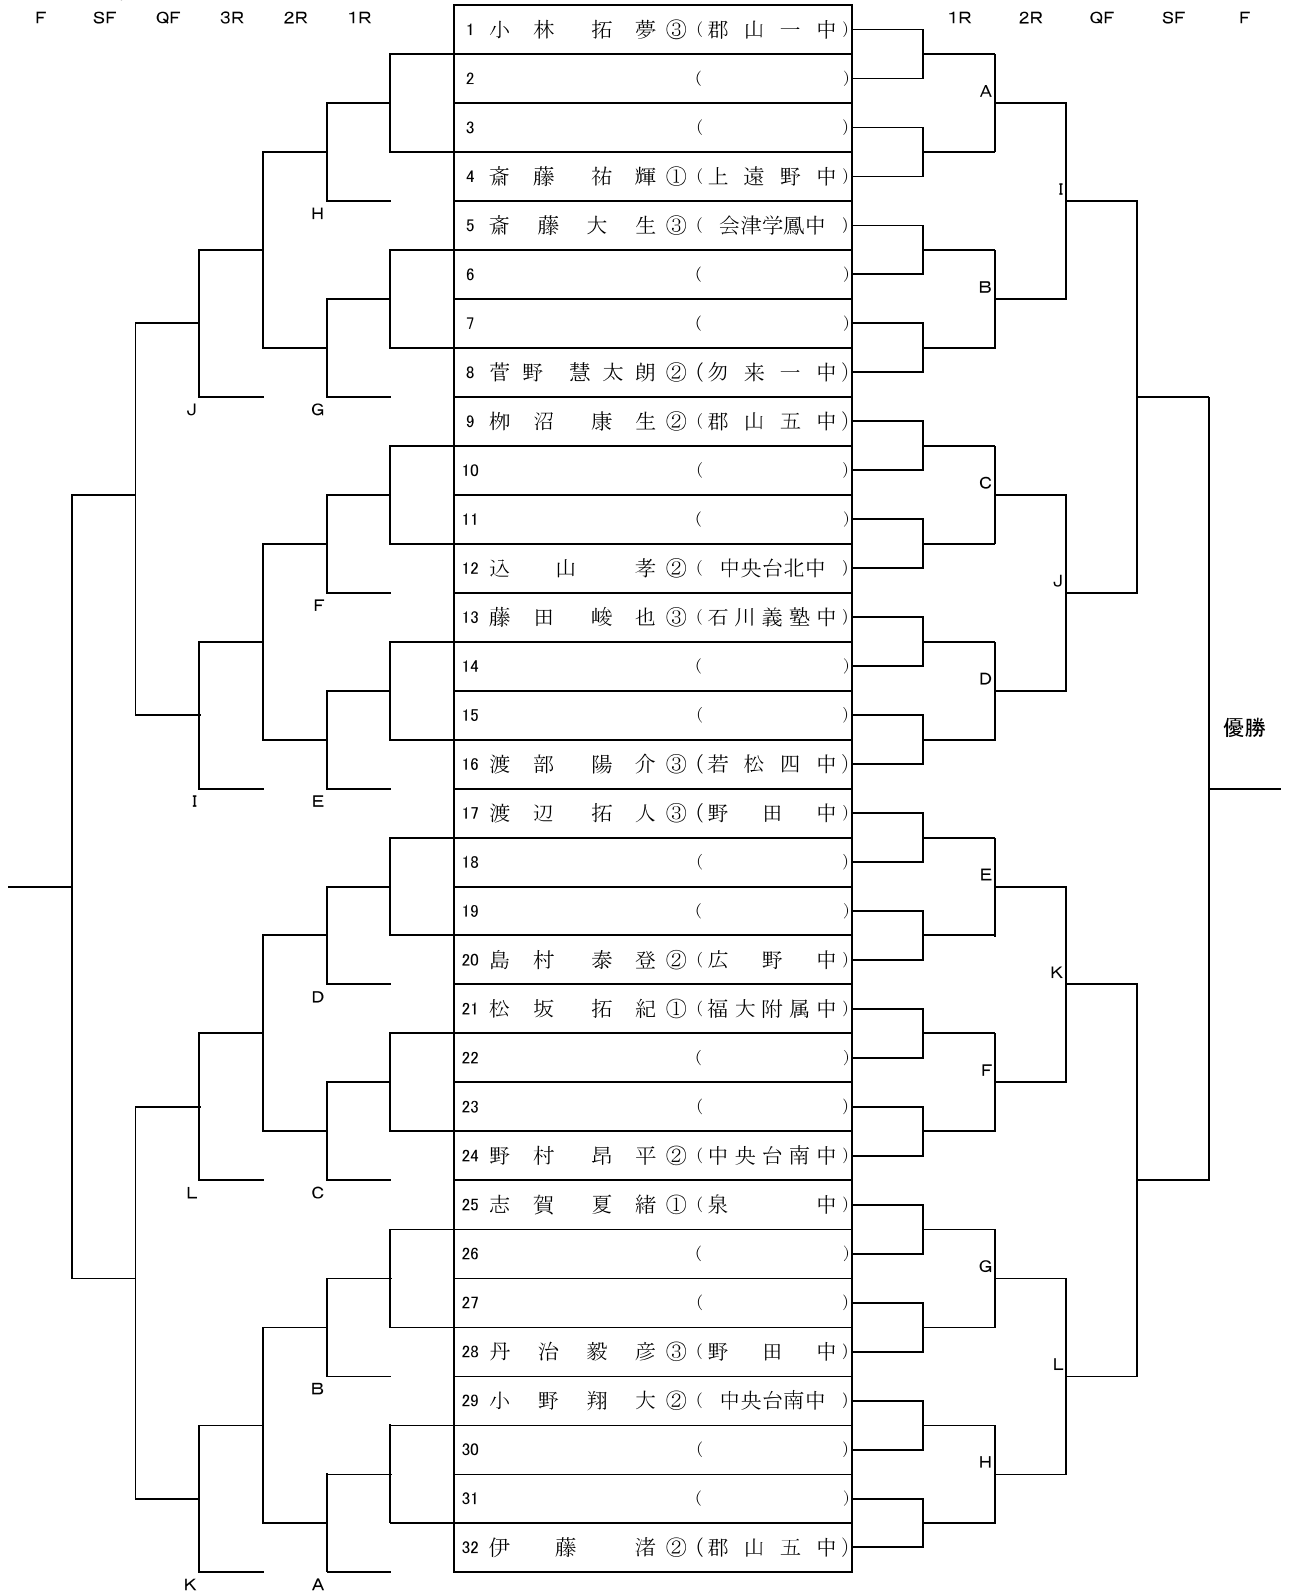 F SF QF 3R 2R 1R 1R 2R QF SF F
1 小林 拓夢③(郡山一中)
2 ( )
A
3 ( )
4 斎藤 祐輝①(上遠野中)
I
H
5 斎藤大生③(会津学鳳中)
6 ( )
B
7 ( )
8 菅野 慧太朗②(勿来一中)
J G
9 栁沼 康生②(郡山五中)
10 ( )
C
11 ( )
12 込山 孝②(中央台北中)
J
F
13 藤田 峻也③(石川義塾中)
14 ( )
D
15 ( )
優勝
16 渡部 陽介③(若松四中)
I E
17 渡辺 拓人③(野田中)
18 ( )
E
19 ( )
20 島村 泰登②(広野中)
K
D
21 松坂 拓紀①(福大附属中)
22 ( )
F
23 ( )
24 野村 昂平②(中央台南中)
L C
25 志賀 夏緒①(泉中)
26 ( )
G
27 ( )
28 丹治毅彦③(野田中)
L
B
29 小野翔大②(中央台南中)
30 ( )
H
31 ( )
32 伊藤 渚②(郡山五中)
K A